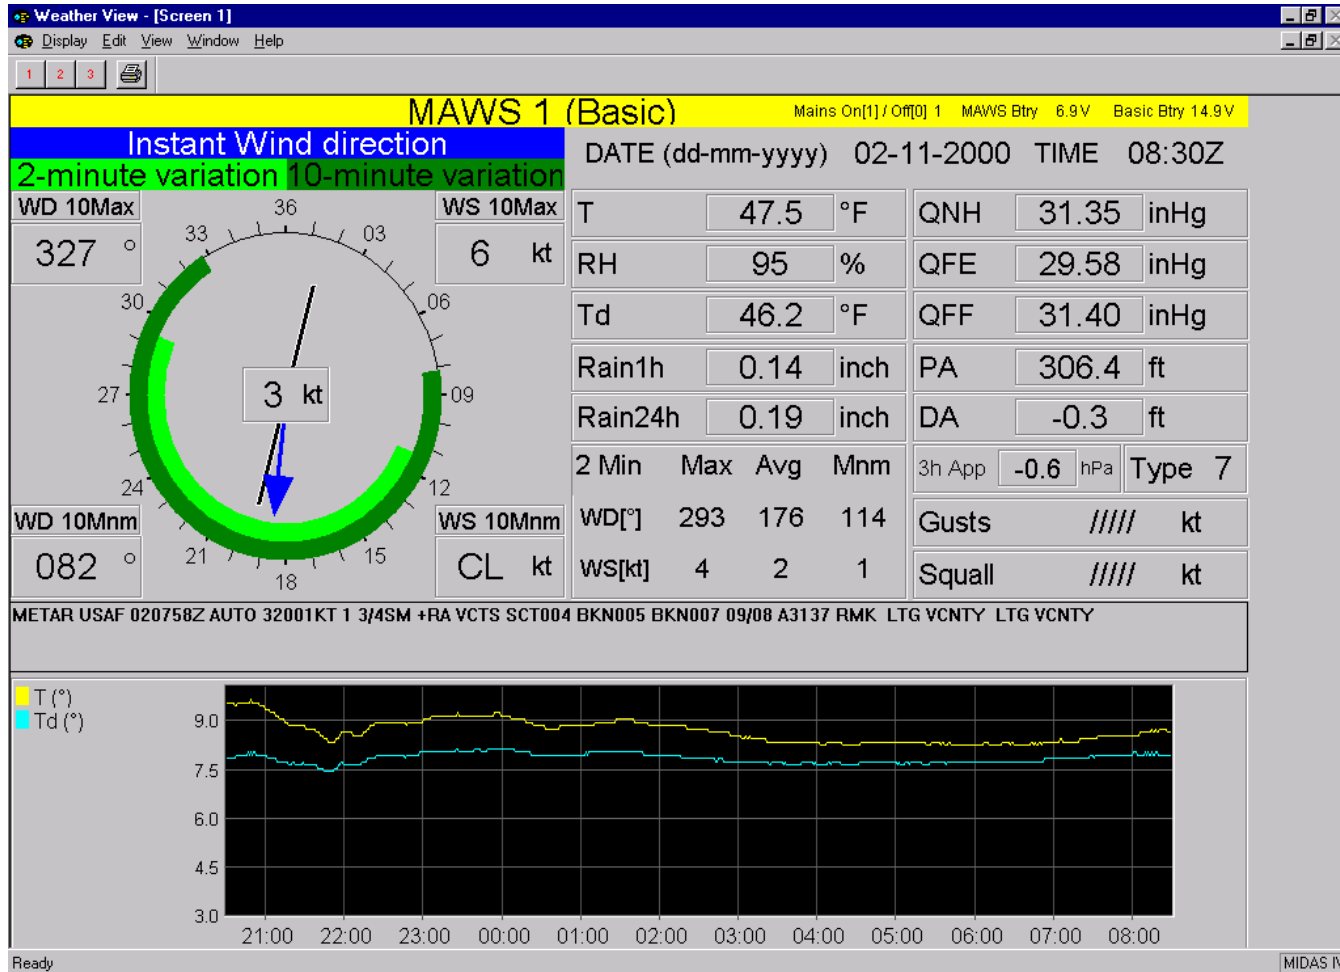 Weather View - [Screen 1]
Display Edit View Window Help
1 2 3
MAWS 1 (Basic) Mains On[1] / Off[0] 1 MAWS Btry 6.9 V Basic Btry 14.9 V
Instant Wind direction
2-minute variation 10-minute variation
DATE (dd-mm-yyyy) 02-11-2000 TIME 08:30Z
WD 10Max
327 °
WS 10Max
6 kt
36
33 03
30 06
27 09
24 12
21 15
18
3 kt
WD 10Mnm
082 °
WS 10Mnm
CL kt
T 47.5 °F
RH 95 %
Td 46.2 °F
Rain1h 0.14 inch
Rain24h 0.19 inch
2 Min Max Avg Mnm
WD[°] 293 176 114
WS[kt] 4 2 1
QNH 31.35 inHg
QFE 29.58 inHg
QFF 31.40 inHg
PA 306.4 ft
DA -0.3 ft
3h App -0.6 hPa Type 7
Gusts ///// kt
Squall ///// kt
METAR USAF 020758Z AUTO 32001KT 1 3/4SM +RA VCTS SCT004 BKN005 BKN007 09/08 A3137 RMK LTG VCNTY LTG VCNTY
T (°)
Td (°)
9.0
7.5
6.0
4.5
3.0
21:00 22:00 23:00 00:00 01:00 02:00 03:00 04:00 05:00 06:00 07:00 08:00
Ready MIDAS